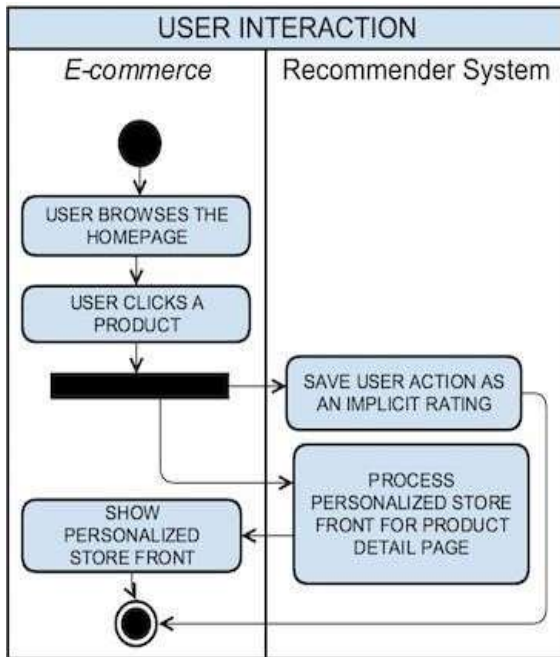 USER INTERACTION
E-commerce
Recommender System
USER BROWSES THE
HOMEPAGE
USER CLICKS A
PRODUCT
SAVE USER ACTION AS
AN IMPLICIT RATING
PROCESS
PERSONALIZED STORE
FRONT FOR PRODUCT
DETAIL PAGE
SHOW
PERSONALIZED
STORE FRONT